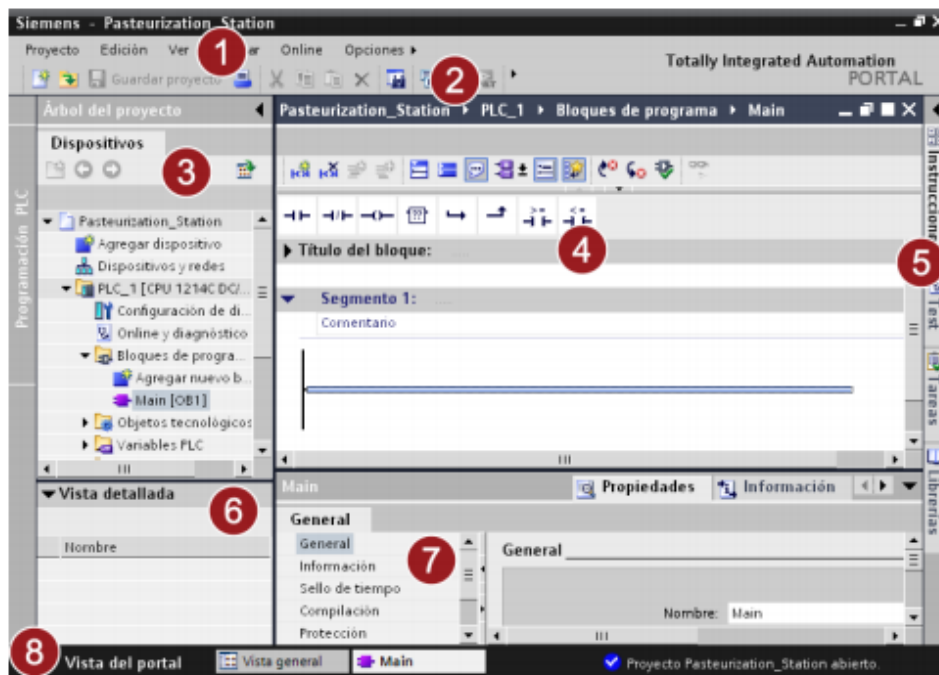 Siemens - Pasteurization_Station
Proyecto Edición Ver ar Online Opciones
1
Totally Integrated Automation
PORTAL
Guardar proyecto
2
Árbol del proyecto
Pasteurization_Station PLC_1 Bloques de programa Main
Dispositivos
3
Programación PLC
Pasteurization_Station
Agregar dispositivo
Dispositivos y redes
PLC_1 [CPU 1214C DC/...
Configuración de di...
Online y diagnóstico
Bloques de progra...
Agregar nuevo b...
Main [OB1]
Objetos tecnológicos
Variables PLC
4
Título del bloque:
Segmento 1:
Comentario
Instrucciones
5
Test
Tareas
Librerías
Vista detallada
6
Nombre
Main
Propiedades Información
General
General
Información
Sello de tiempo
Compilación
Protección
7
General
Nombre: Main
8
Vista del portal Vista general Main Proyecto Pasteurization_Station abierto.